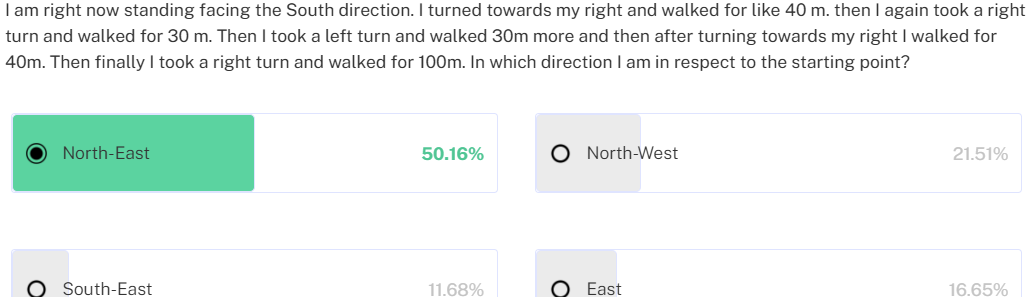 I am right now standing facing the South direction. I turned towards my right and walked for like 40 m. then I again took a right
turn and walked for 30 m. Then I took a left turn and walked 30m more and then after turning towards my right I walked for
40m. Then finally I took a right turn and walked for 100m. In which direction I am in respect to the starting point?
North-East 50.16%
North-West 21.51%
South-East 11.68%
East 16.65%